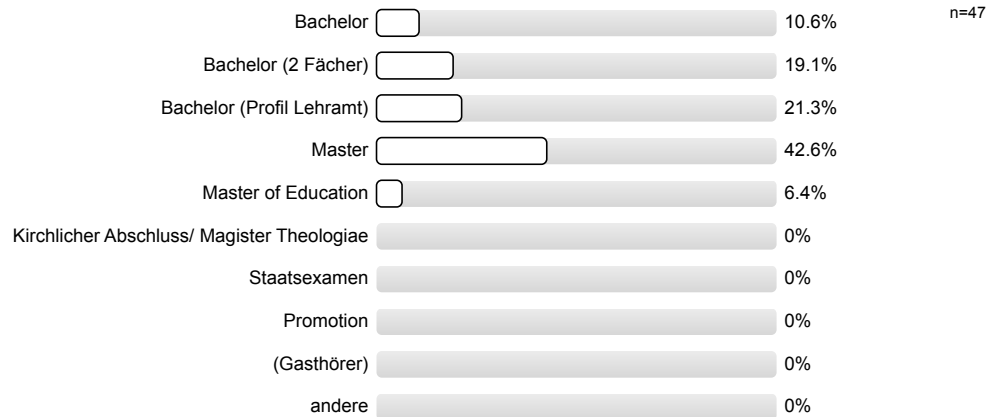 Bachelor 10.6% n=47
Bachelor (2 Fächer) 19.1%
Bachelor (Profil Lehramt) 21.3%
Master 42.6%
Master of Education 6.4%
Kirchlicher Abschluss/ Magister Theologiae 0%
Staatsexamen 0%
Promotion 0%
(Gasthörer) 0%
andere 0%